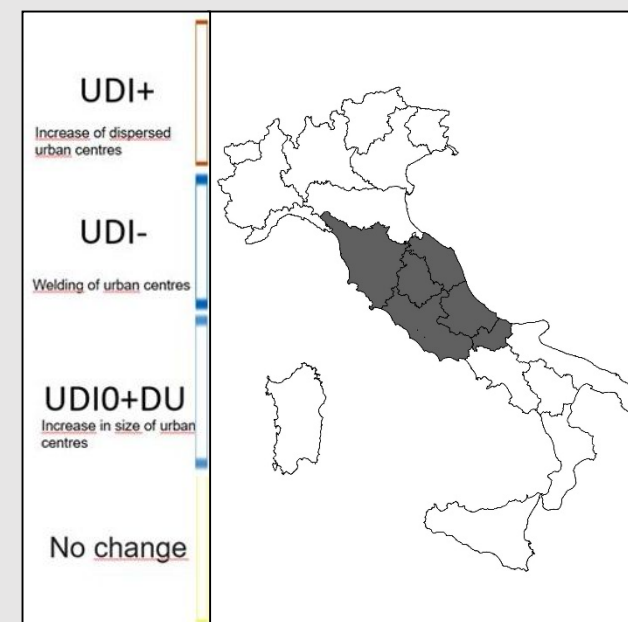 UDI+
Increase of dispersed
urban centres
UDI-
Welding of urban centres
UDI0+DU
Increase in size of urban
centres
No change